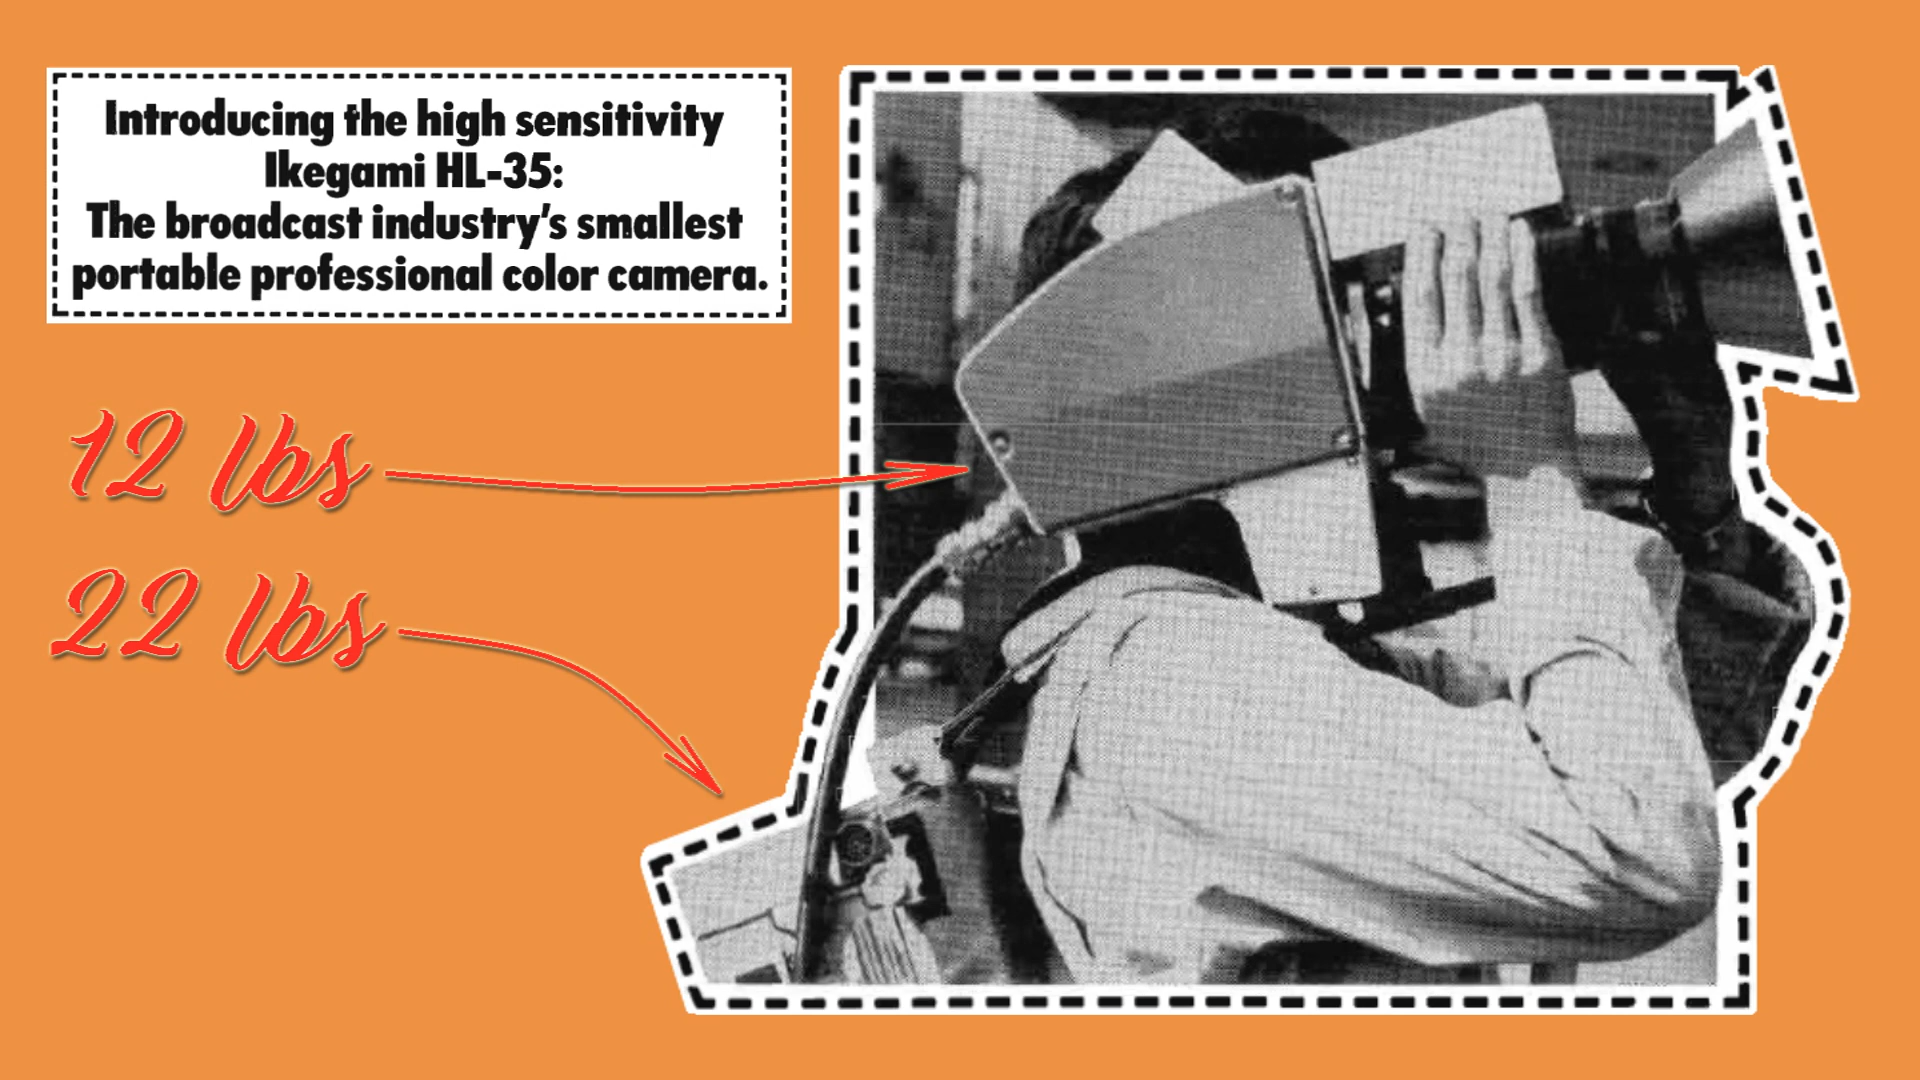 Introducing the high sensitivity
Ikegami HL-35:
The broadcast industry's smallest
portable professional color camera.
12 lbs
22 lbs